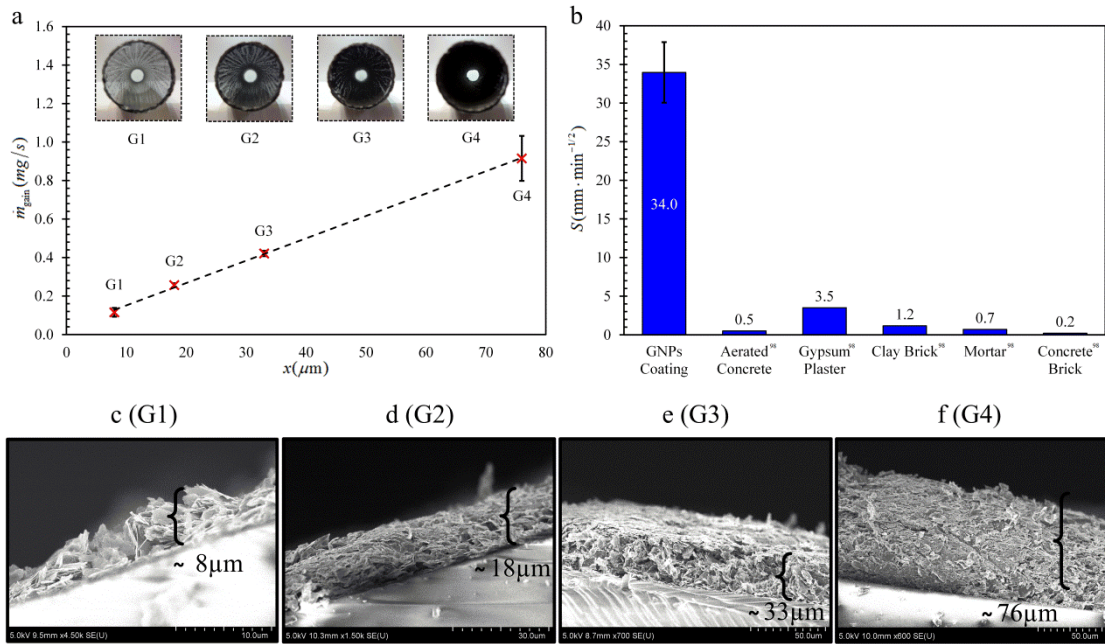 a
1.6
1.4
1.2
1.0
0.8
0.6
0.4
0.2
0.0
ṁgain (mg/s)
G1 G2 G3 G4
G1
G2
G3
G4
0 10 20 30 40 50 60 70 80
x(μm)
b
40
35
30
25
20
15
10
5
0
S(mm·min⁻¹ᐟ²)
34.0
0.5
3.5
1.2
0.7
0.2
GNPs
Coating
Aerated⁹⁸
Concrete
Gypsum⁹⁸
Plaster
Clay Brick⁹⁸
Mortar⁹⁸
Concrete⁹⁸
Brick
c (G1) d (G2) e (G3) f (G4)
~ 8μm
5.0kV 9.5mm x4.50k SE(U) 10.0um
~18μm
5.0kV 10.3mm x1.50k SE(U) 30.0um
~33μm
5.0kV 8.7mm x700 SE(U) 50.0um
~76μm
5.0kV 10.0mm x600 SE(U) 50.0um